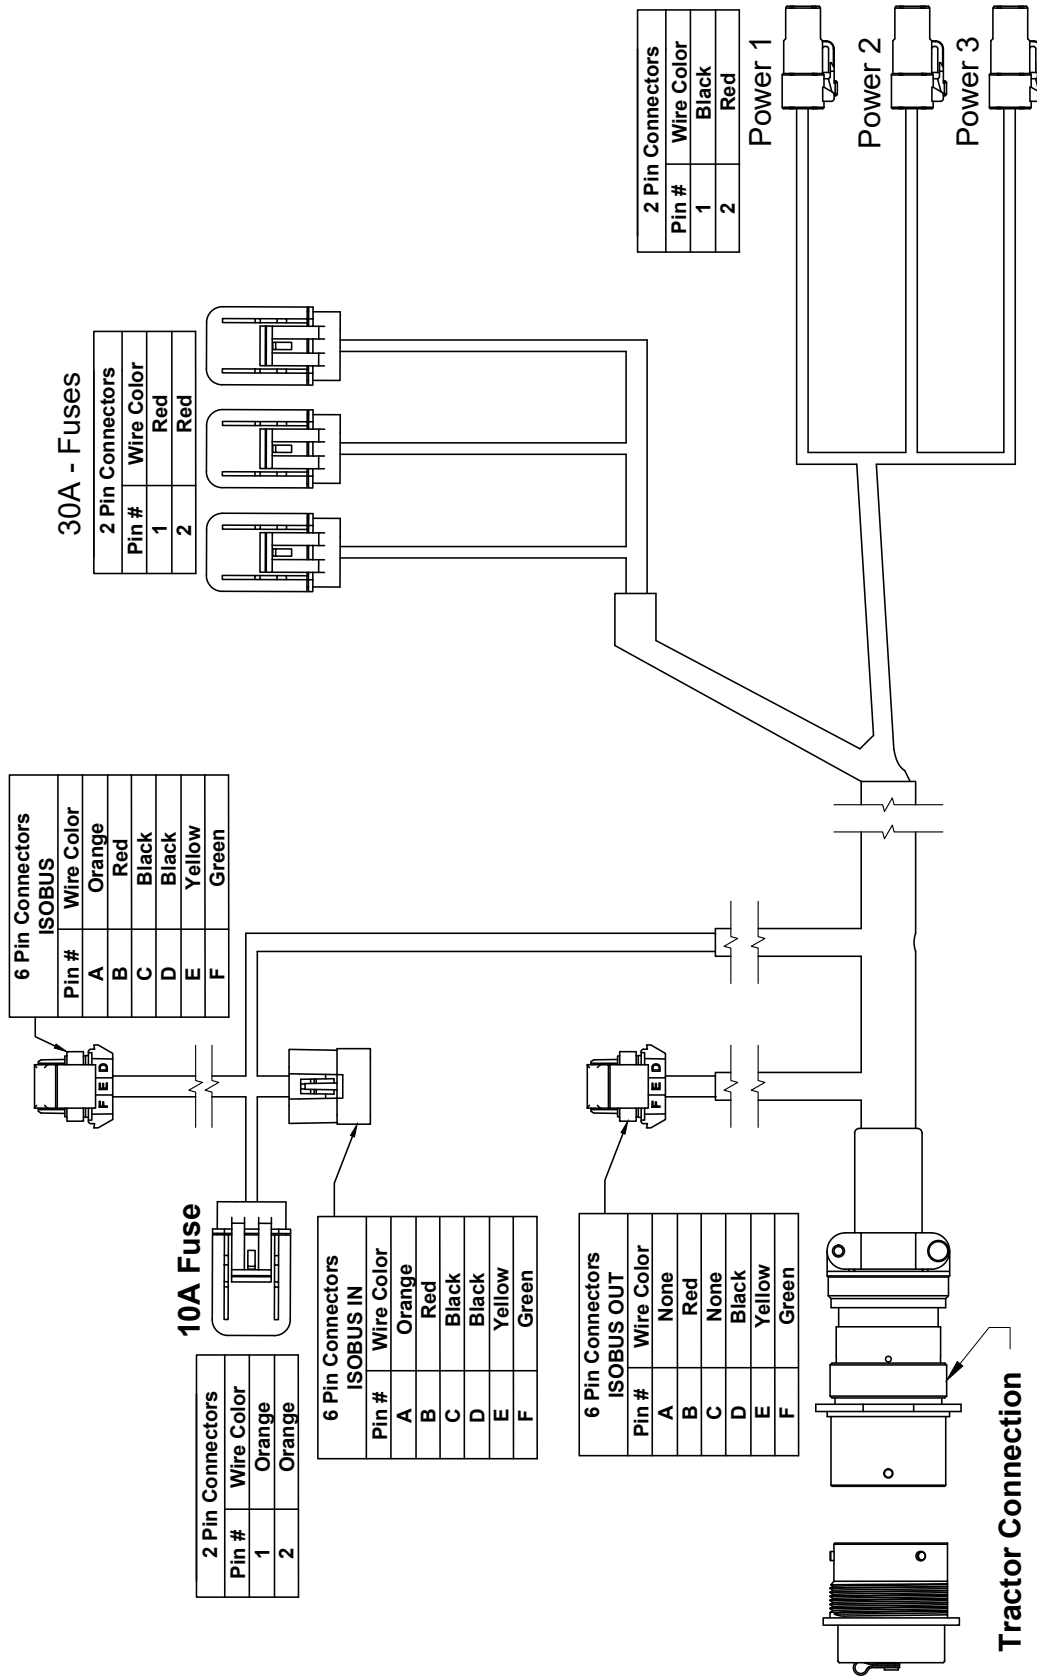 6 Pin Connectors
ISOBUS
Pin # Wire Color
A Orange
B Red
C Black
D Black
E Yellow
F Green
F E D
10A Fuse
2 Pin Connectors
Pin # Wire Color
1 Orange
2 Orange
6 Pin Connectors
ISOBUS IN
Pin # Wire Color
A Orange
B Red
C Black
D Black
E Yellow
F Green
6 Pin Connectors
ISOBUS OUT
Pin # Wire Color
A None
B Red
C None
D Black
E Yellow
F Green
F E D
Tractor Connection
30A - Fuses
2 Pin Connectors
Pin # Wire Color
1 Red
2 Red
2 Pin Connectors
Pin # Wire Color
1 Black
2 Red
Power 1
Power 2
Power 3